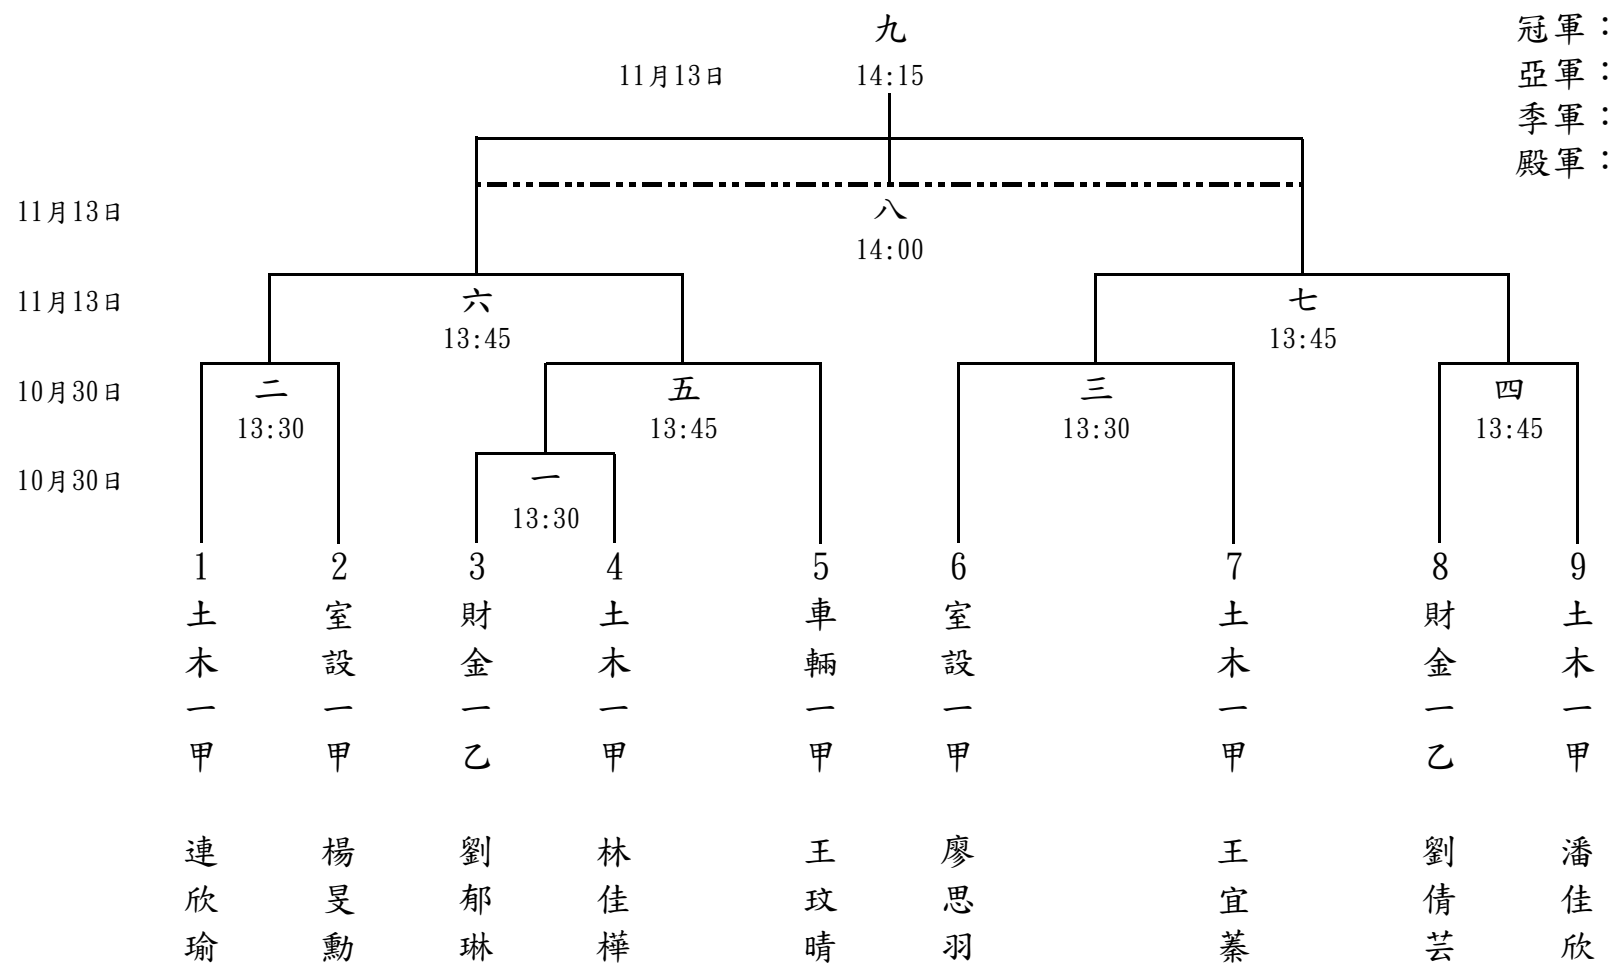 九
冠軍：
11月13日 14:15
亞軍：
季軍：
殿軍：
11月13日 八
14:00
11月13日 六 七
13:45 13:45
10月30日 二 五 三 四
13:30 13:45 13:30 13:45
10月30日 一
13:30
1 2 3 4 5 6 7 8 9
土木一甲 連欣瑜
室設一甲 楊旻勳
財金一乙 劉郁琳
土木一甲 林佳樺
車輛一甲 王玟晴
室設一甲 廖思羽
土木一甲 王宜蓁
財金一乙 劉倩芸
土木一甲 潘佳欣